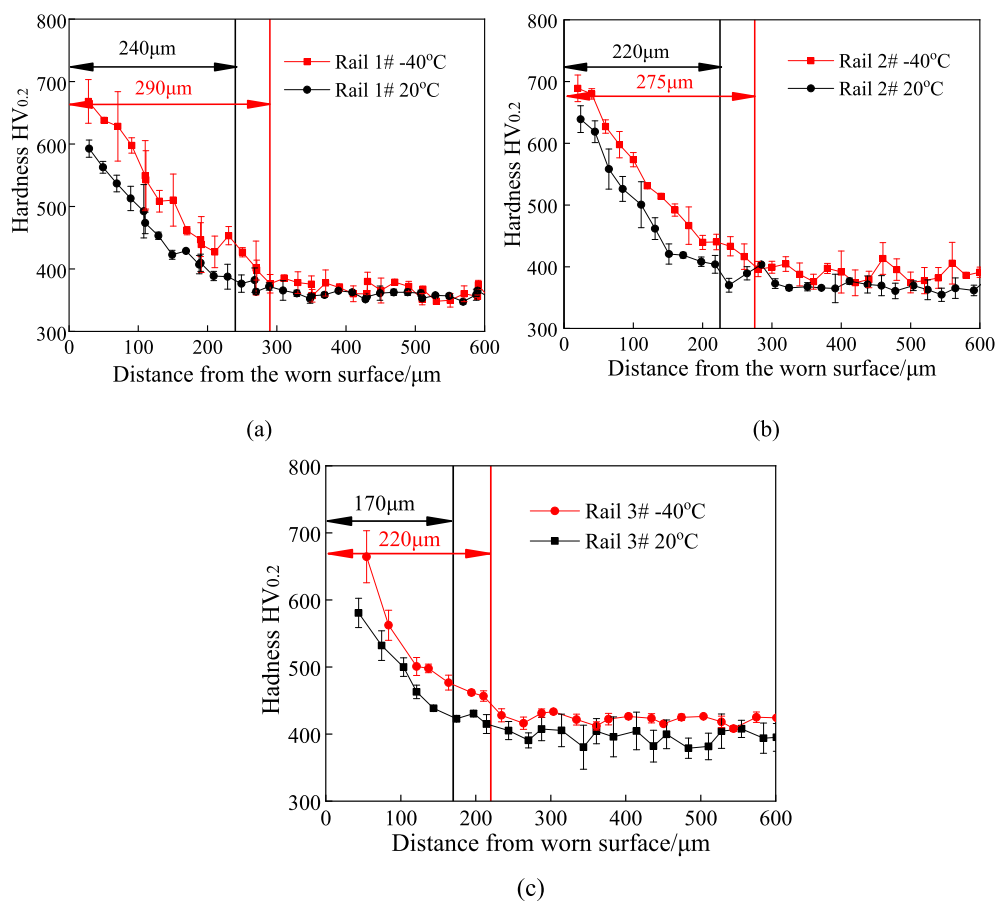 800
700
600
500
400
300
0
100
200
300
400
500
600
Hardness HV0.2
Distance from the worn surface/μm
240μm
290μm
Rail 1# -40°C
Rail 1# 20°C
(a)
800
700
600
500
400
300
0
100
200
300
400
500
600
Hardness HV0.2
Distance from the worn surface/μm
220μm
275μm
Rail 2# -40°C
Rail 2# 20°C
(b)
800
700
600
500
400
300
0
100
200
300
400
500
600
Hadness HV0.2
Distance from worn surface/μm
170μm
220μm
Rail 3# -40°C
Rail 3# 20°C
(c)